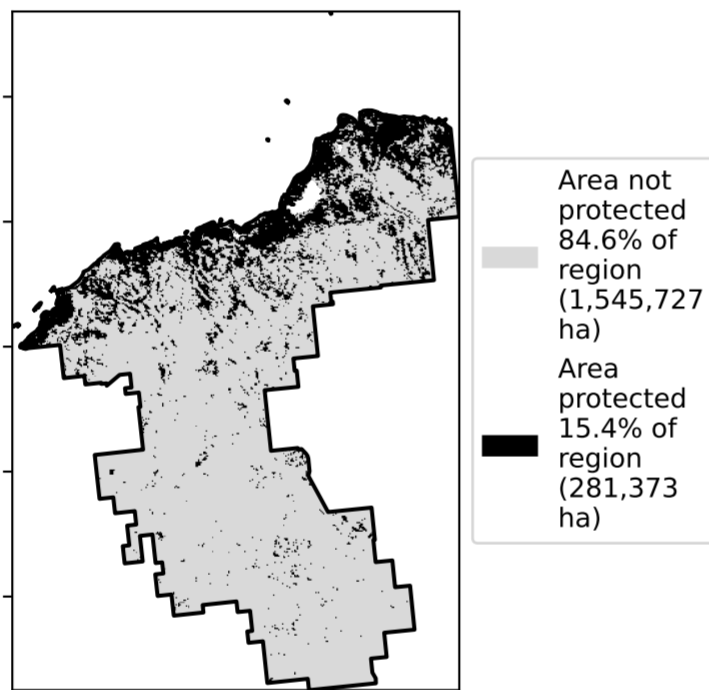 Area not
protected
84.6% of
region
(1,545,727
ha)
Area
protected
15.4% of
region
(281,373
ha)